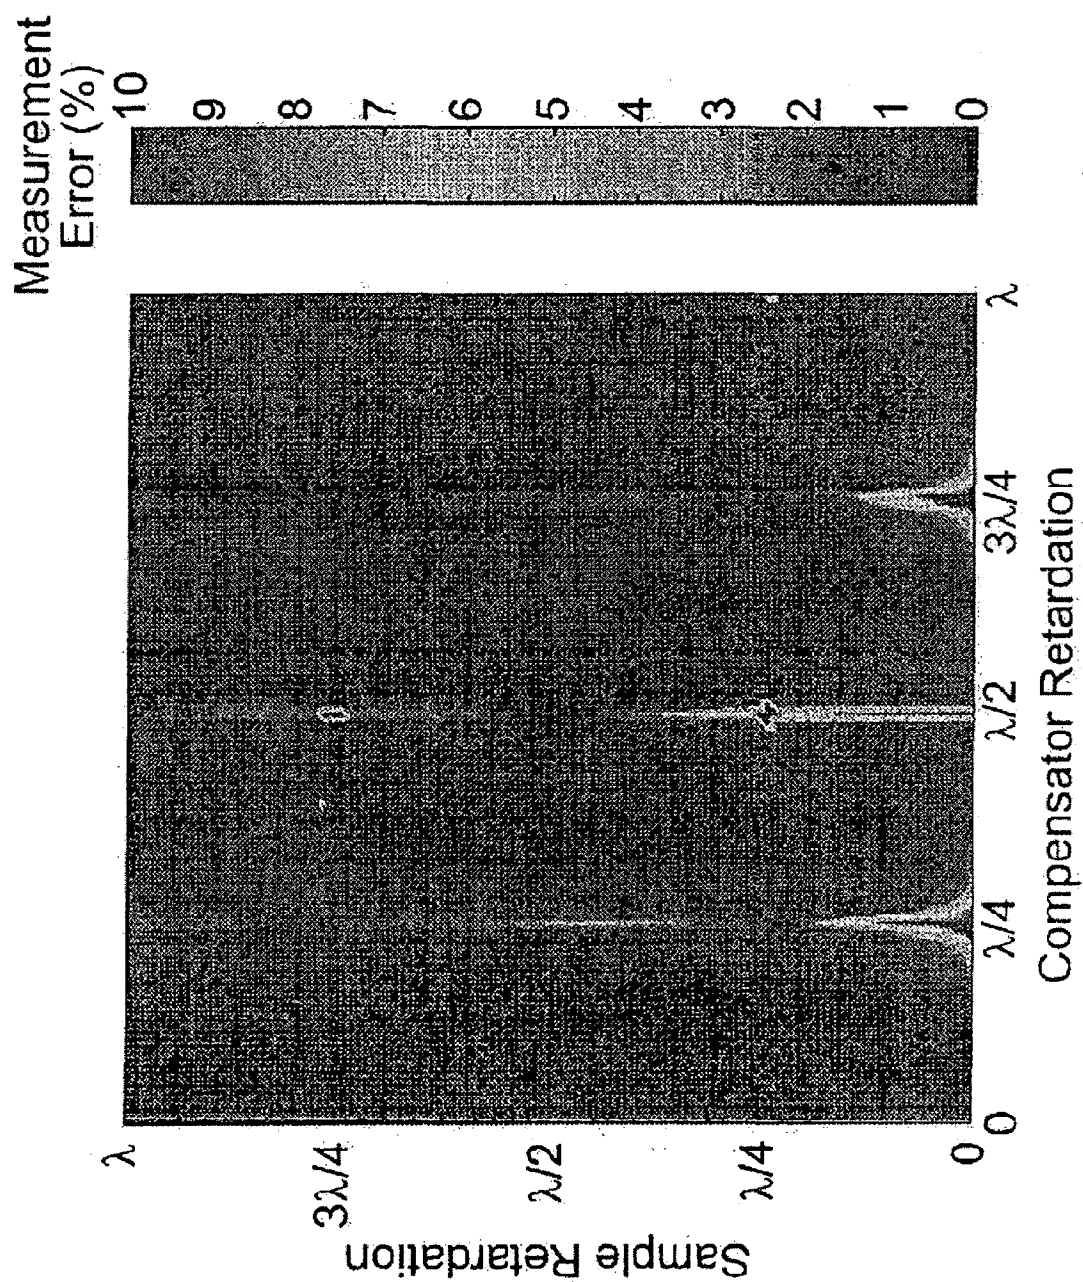 Measurement
Error (%)
10
9
8
7
6
5
4
3
2
1
0
λ
3λ/4
λ/2
λ/4
0
Sample Retardation
0
λ/4
λ/2
3λ/4
λ
Compensator Retardation